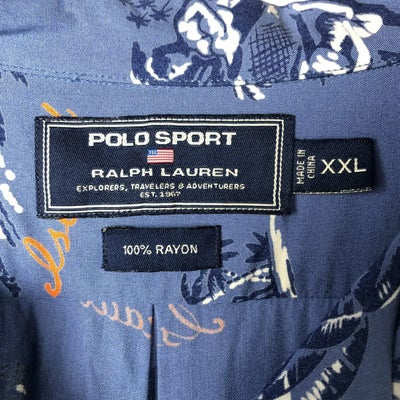 POLO SPORT
RALPH LAUREN
EXPLORERS, TRAVELERS & ADVENTURERS
EST. 1967
MADE IN
CHINA
XXL
100% RAYON